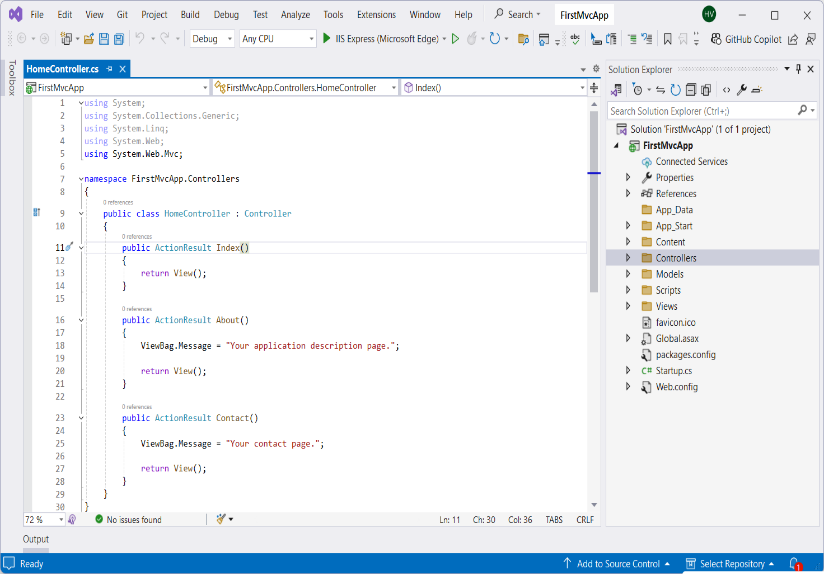 File Edit View Git Project Build Debug Test Analyze Tools Extensions Window Help Search FirstMvcApp HV
Debug Any CPU IIS Express (Microsoft Edge) GitHub Copilot
Toolbox
HomeController.cs
FirstMvcApp FirstMvcApp.Controllers.HomeController Index()
1 using System;
2 using System.Collections.Generic;
3 using System.Linq;
4 using System.Web;
5 using System.Web.Mvc;
6
7 namespace FirstMvcApp.Controllers
8 {
0 references
9 public class HomeController : Controller
10 {
0 references
11 public ActionResult Index()
12 {
13 return View();
14 }
15
0 references
16 public ActionResult About()
17 {
18 ViewBag.Message = "Your application description page.";
19
20 return View();
21 }
22
0 references
23 public ActionResult Contact()
24 {
25 ViewBag.Message = "Your contact page.";
26
27 return View();
28 }
29 }
30 }
72 % No issues found Ln: 11 Ch: 30 Col: 36 TABS CRLF
Output
Solution Explorer
Search Solution Explorer (Ctrl+;)
Solution 'FirstMvcApp' (1 of 1 project)
FirstMvcApp
Connected Services
Properties
References
App_Data
App_Start
Content
Controllers
Models
Scripts
Views
favicon.ico
Global.asax
packages.config
C# Startup.cs
Web.config
Ready Add to Source Control Select Repository 1